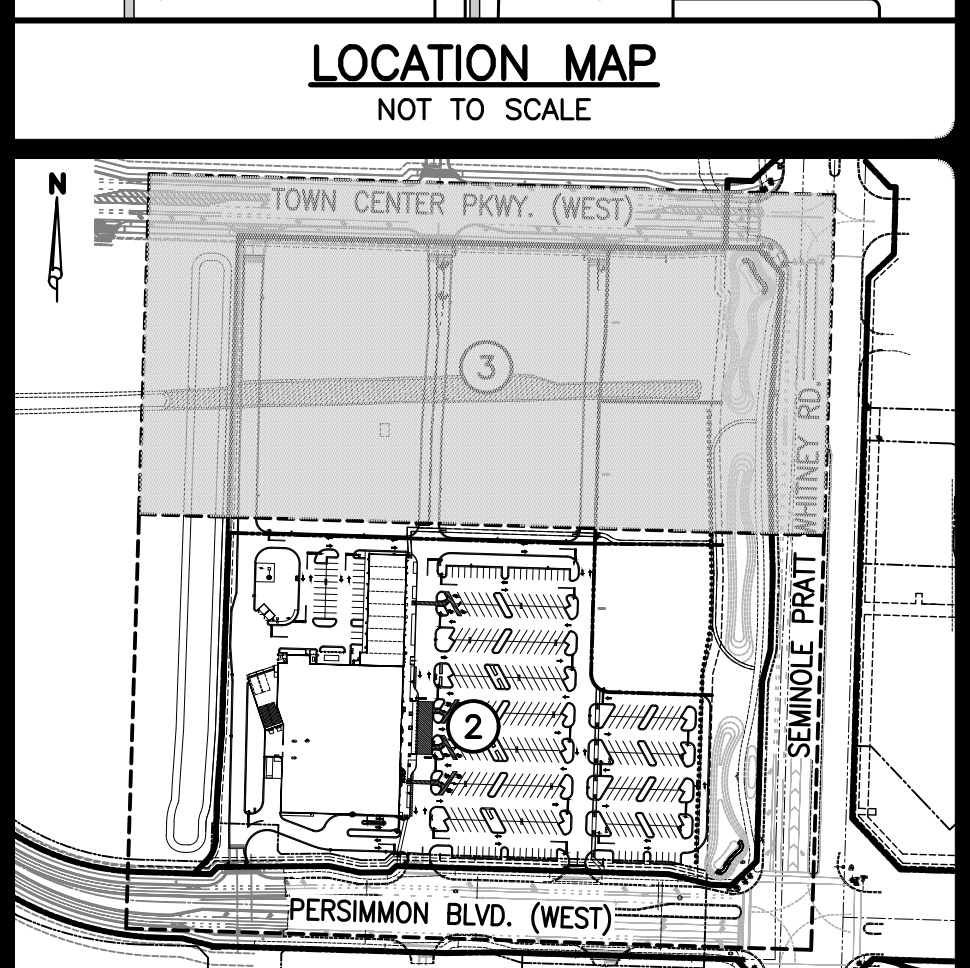 LOCATION MAP
NOT TO SCALE
N
TOWN CENTER PKWY. (WEST)
3
SEMINOLE PRATT WHITNEY RD.
2
PERSIMMON BLVD. (WEST)